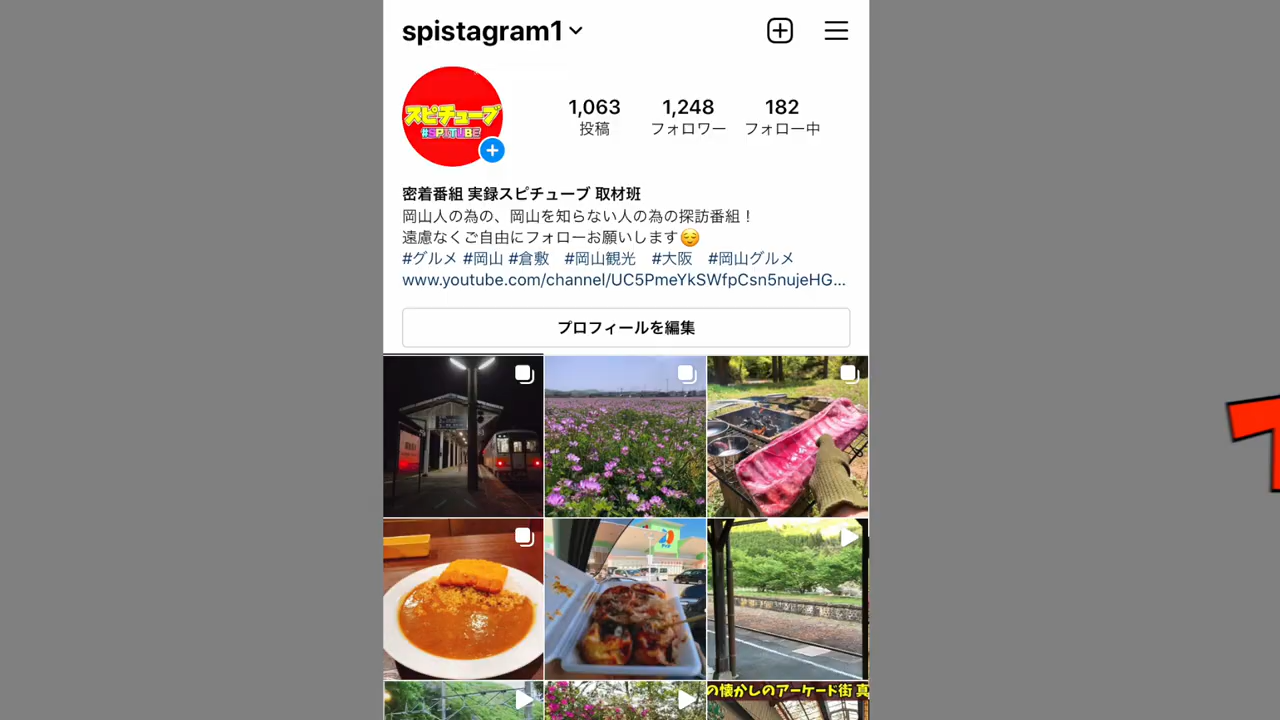 spistagram1
スピチューブ
#SPITUBE
1,063
投稿
1,248
フォロワー
182
フォロー中
密着番組 実録スピチューブ 取材班
岡山人の為の、岡山を知らない人の為の探訪番組！
遠慮なくご自由にフォローお願いします😌
#グルメ #岡山 #倉敷　#岡山観光　#大阪　#岡山グルメ
www.youtube.com/channel/UC5PmeYkSWfpCsn5nujeHG...
プロフィールを編集
の懐かしのアーケード街 真